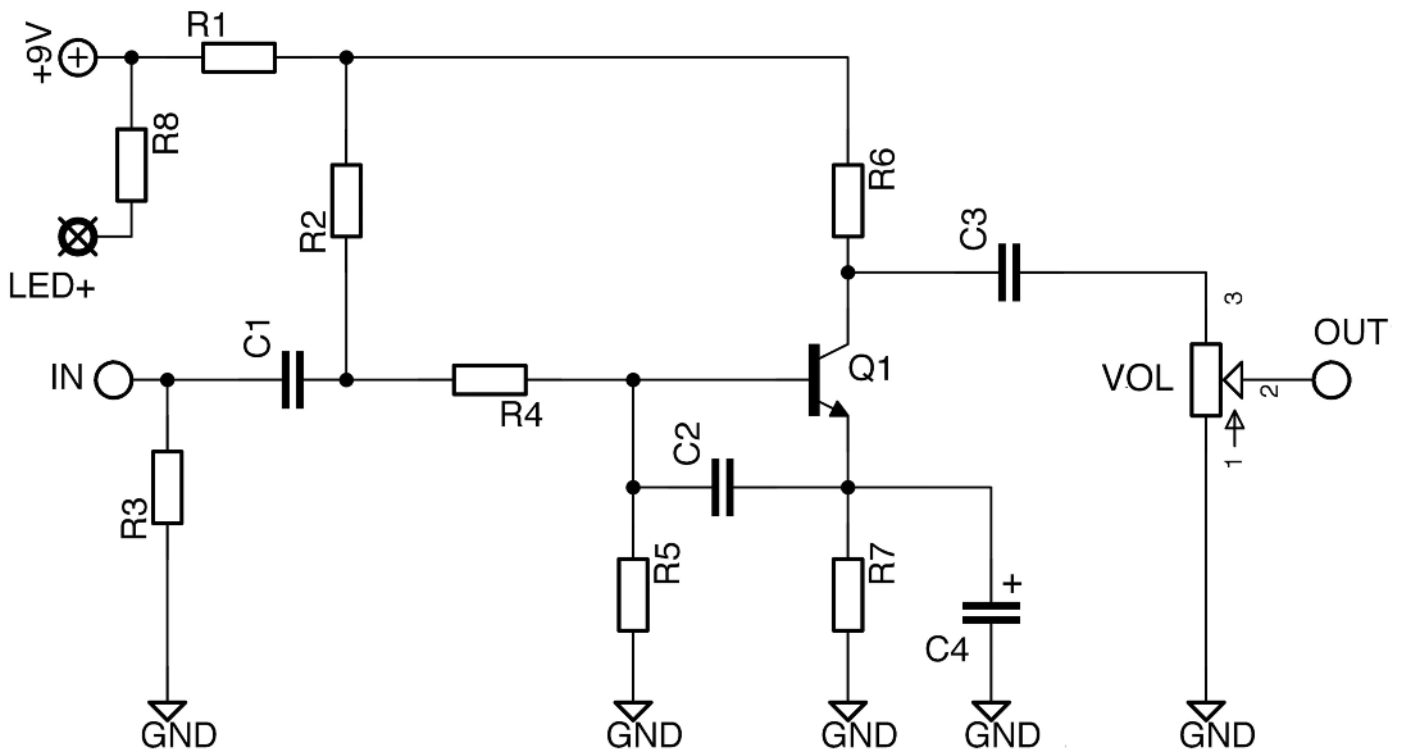 R1
+9V
R8
R6
R2
C3
LED+
3
C1
OUT
IN
Q1
VOL
2
R4
C2
1
R3
R5
R7
+
C4
GND
GND
GND
GND
GND